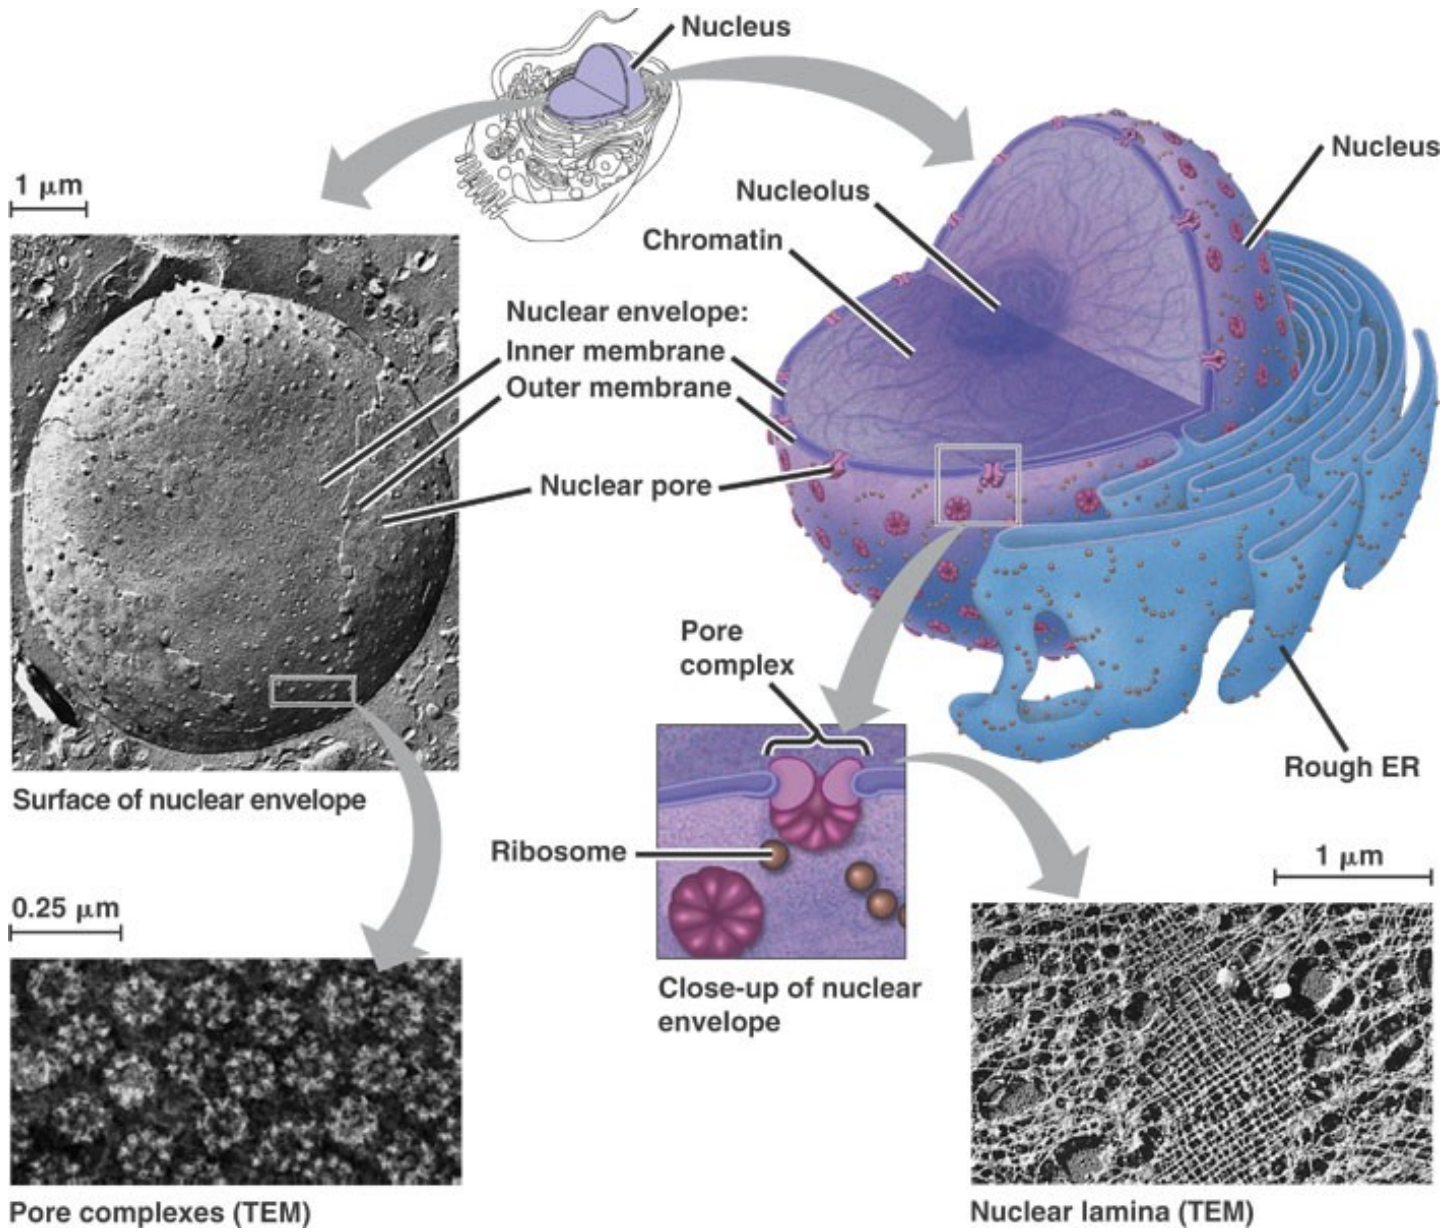 Nucleus
Nucleus
1 μm
Nucleolus
Chromatin
Nuclear envelope:
Inner membrane
Outer membrane
Nuclear pore
Pore
complex
Rough ER
Surface of nuclear envelope
Ribosome
1 μm
0.25 μm
Close-up of nuclear
envelope
Pore complexes (TEM)
Nuclear lamina (TEM)